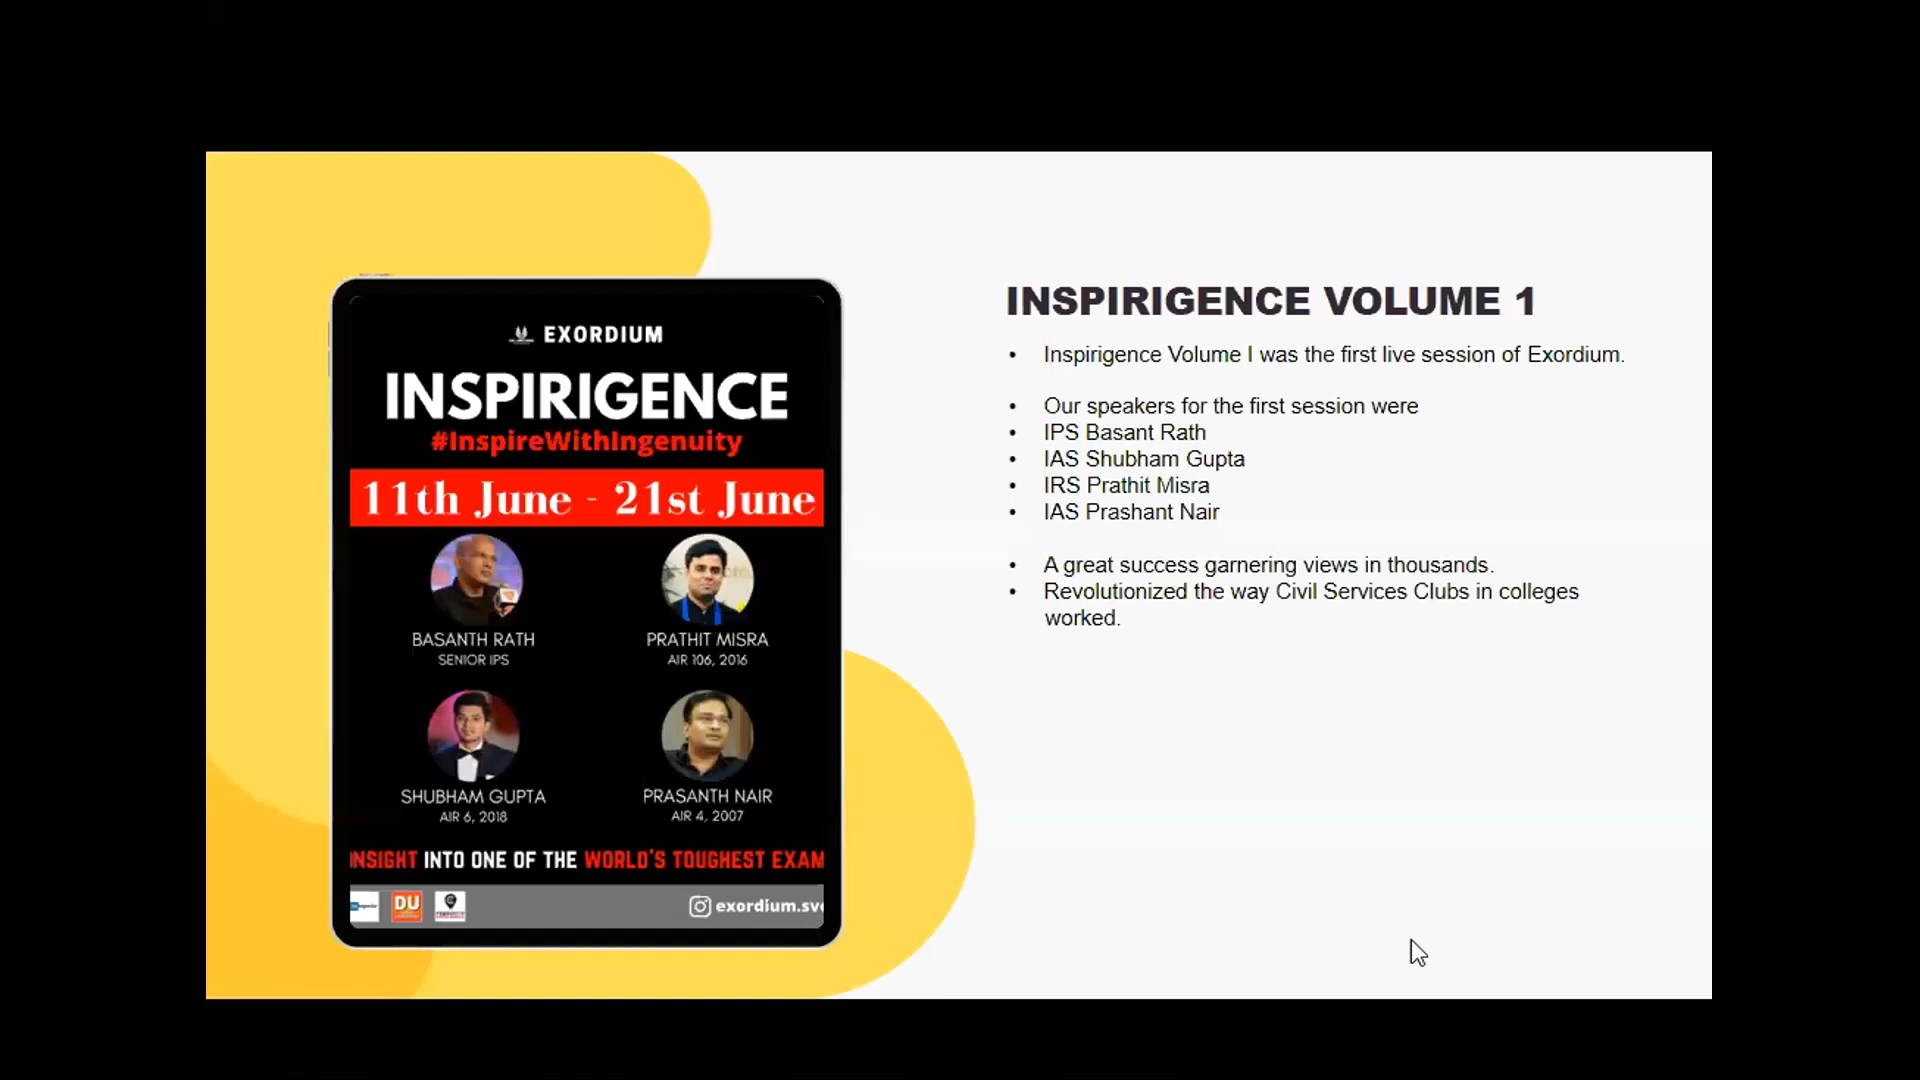 EXORDIUM
INSPIRIGENCE
#InspireWithIngenuity
11th June - 21st June
BASANTH RATH
SENIOR IPS
PRATHIT MISRA
AIR 106, 2016
SHUBHAM GUPTA
AIR 6, 2018
PRASANTH NAIR
AIR 4, 2007
INSIGHT INTO ONE OF THE WORLD'S TOUGHEST EXAM
DU
exordium.svc
INSPIRIGENCE VOLUME 1
• Inspirigence Volume I was the first live session of Exordium.
• Our speakers for the first session were
• IPS Basant Rath
• IAS Shubham Gupta
• IRS Prathit Misra
• IAS Prashant Nair
• A great success garnering views in thousands.
• Revolutionized the way Civil Services Clubs in colleges
worked.